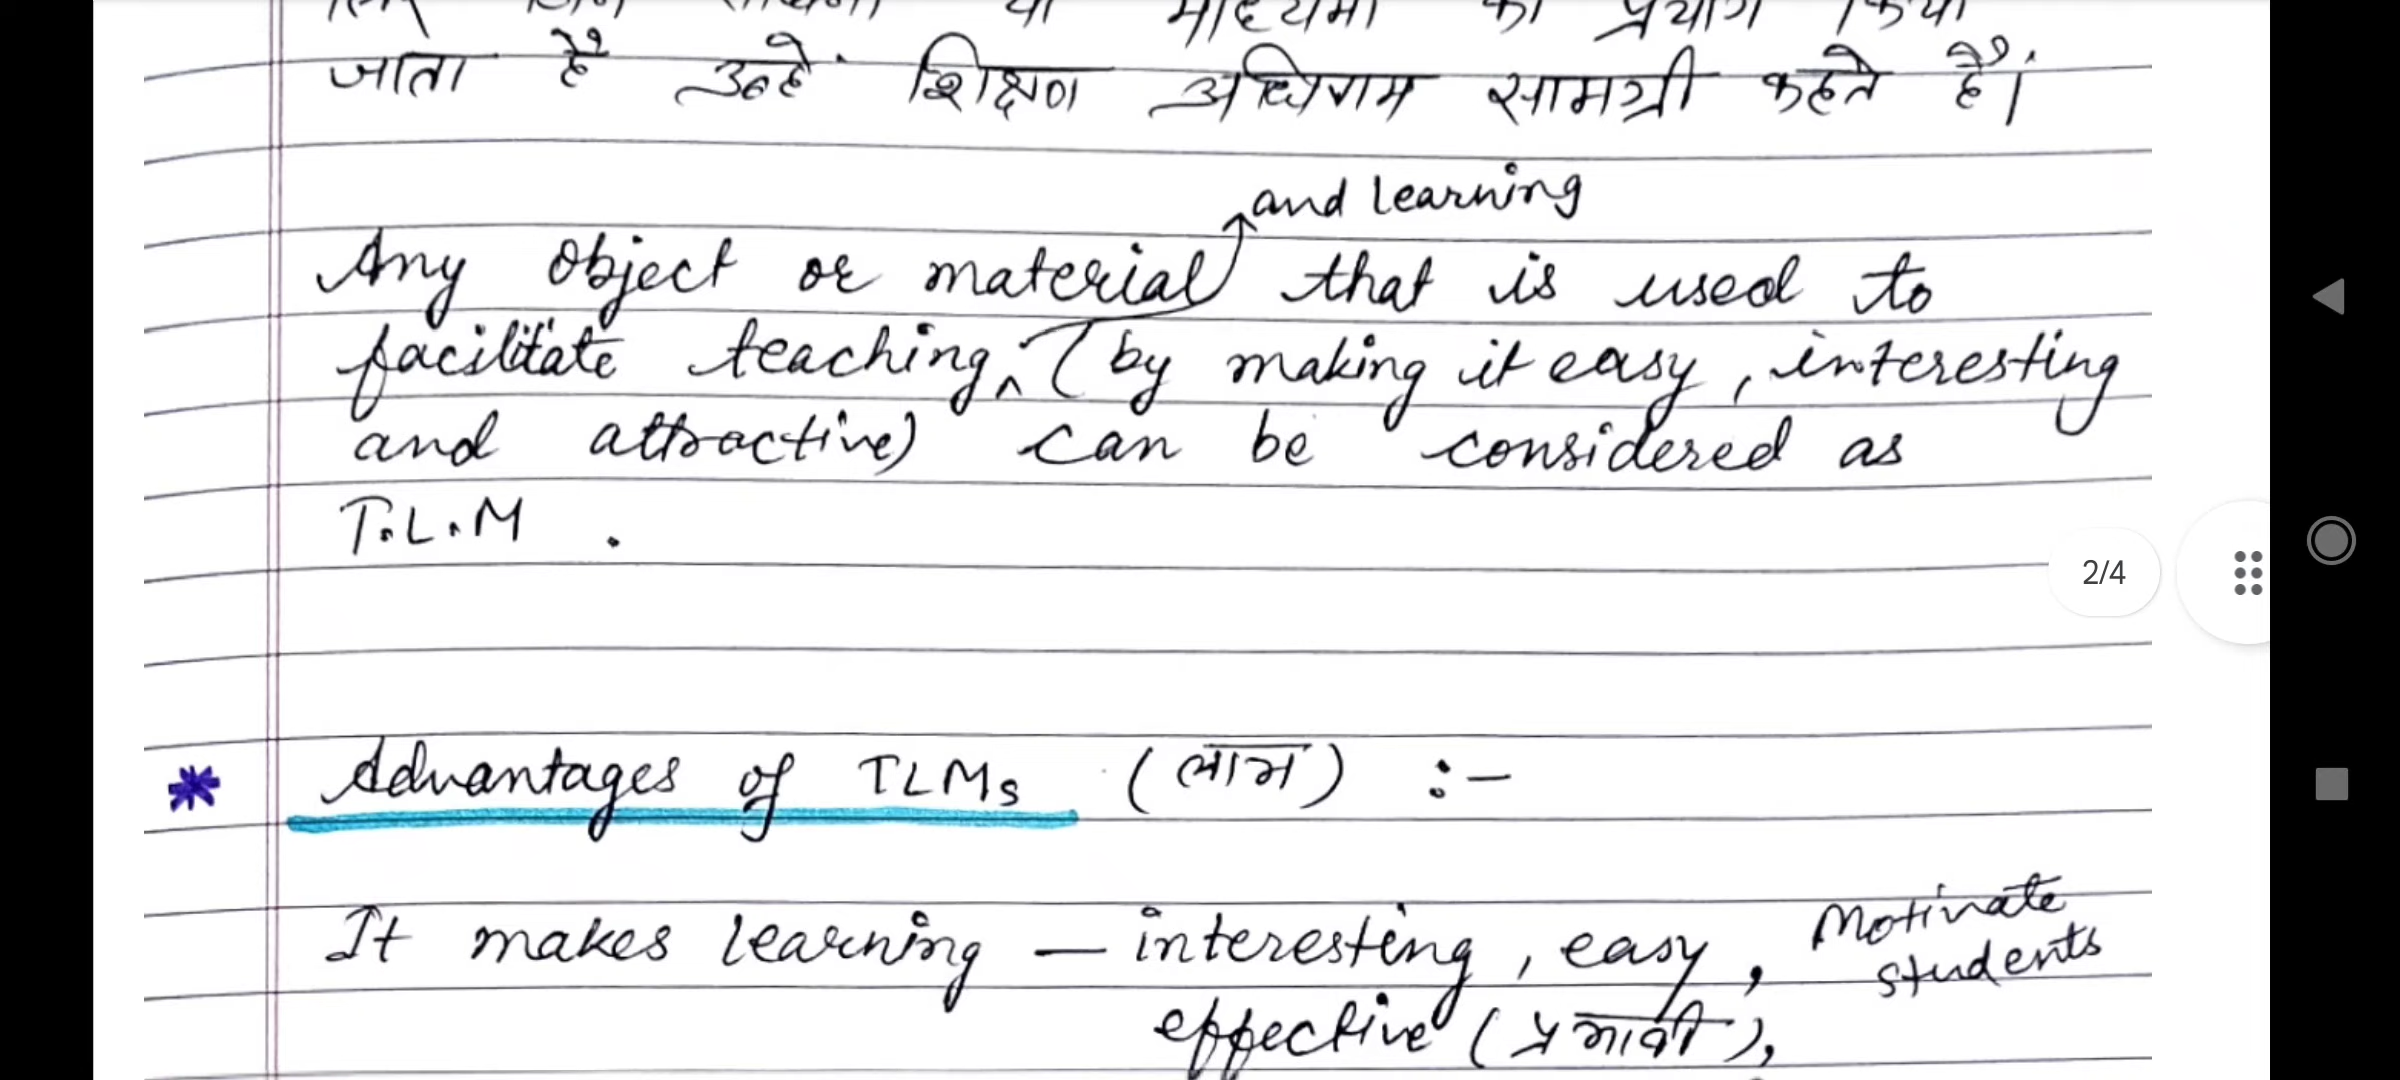 या माध्यमों का प्रयोग किया
जाता है उन्हें शिक्षण अधिगम सामग्री कहते हैं।
and learning
Any object or material that is used to
facilitate teaching ^ (by making it easy, interesting
and attractive) can be considered as
T.L.M .
2/4
* Advantages of TLMs (लाभ) :-
It makes learning — interesting, easy, Motivate
students
effective (प्रभावी),